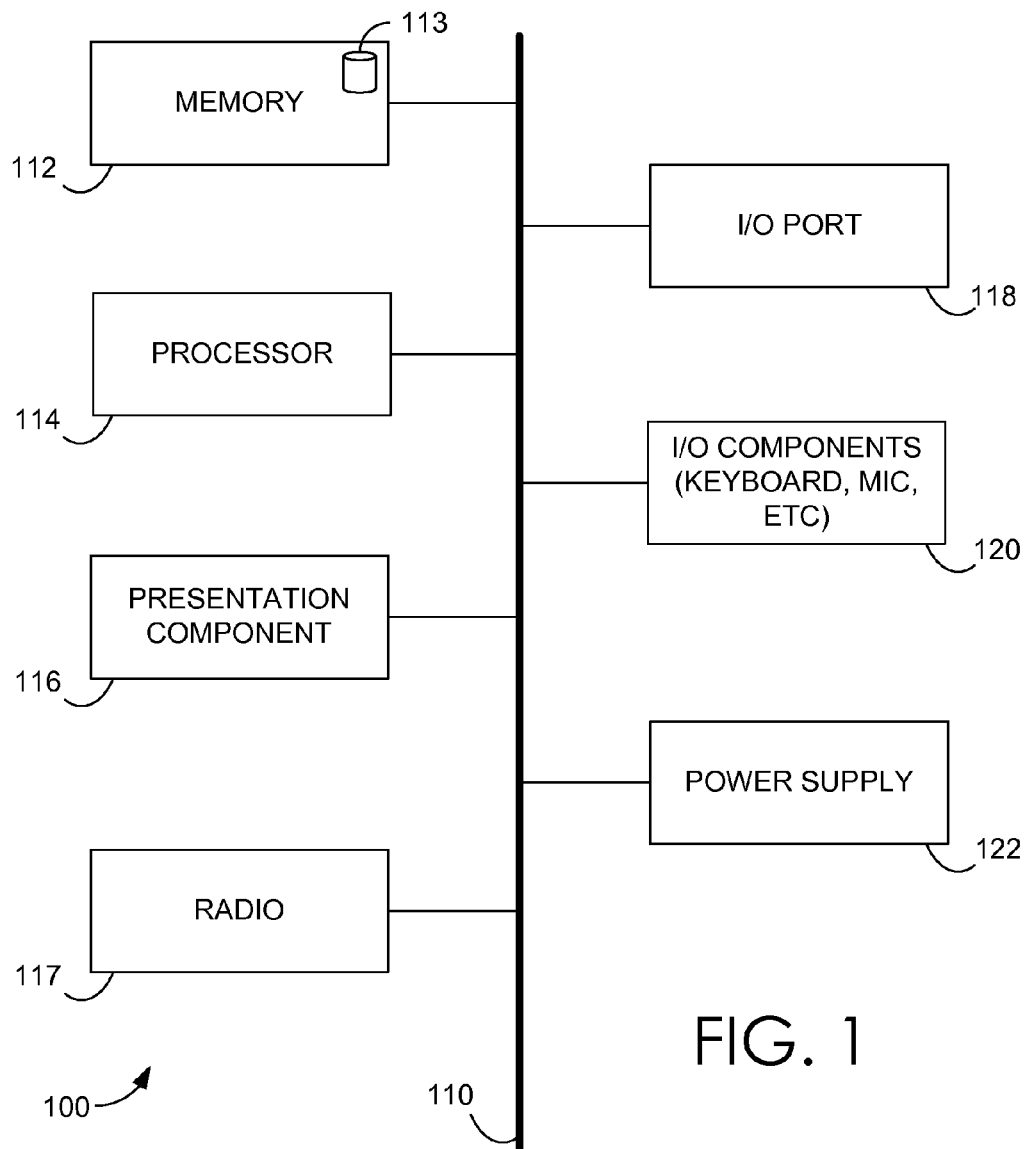 113
MEMORY
112
I/O PORT
118
PROCESSOR
114
I/O COMPONENTS
(KEYBOARD, MIC,
ETC)
120
PRESENTATION
COMPONENT
116
POWER SUPPLY
122
RADIO
117
FIG. 1
100
110